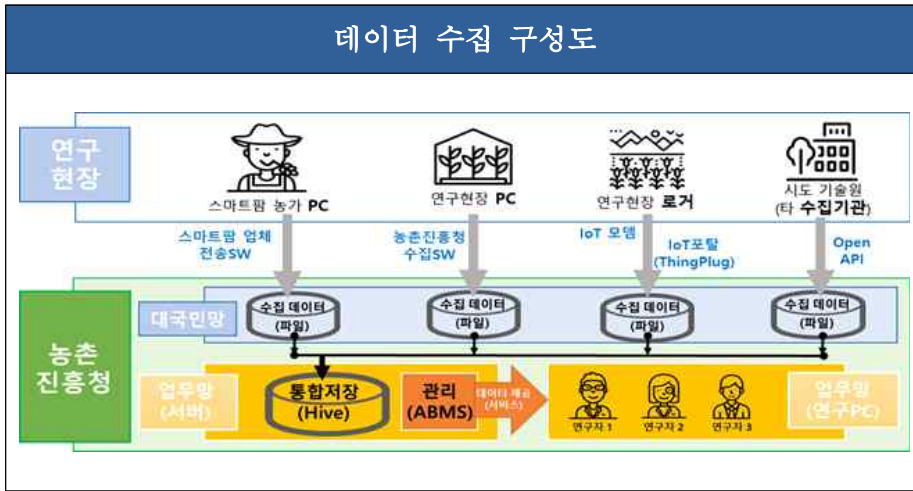 데이터 수집 구성도
연구
현장
스마트팜 농가 PC
연구현장 PC
연구현장 로거
시도 기술원
(타 수집기관)
스마트팜 업체
전송SW
농촌진흥청
수집SW
IoT 모뎀
IoT포탈
(ThingPlug)
Open
API
농촌
진흥청
대국민망
수집 데이터
(파일)
수집 데이터
(파일)
수집 데이터
(파일)
수집 데이터
(파일)
업무망
(서버)
통합저장
(Hive)
관리
(ABMS)
데이터 제공
(서비스)
연구자 1
연구자 2
연구자 3
업무망
(연구PC)